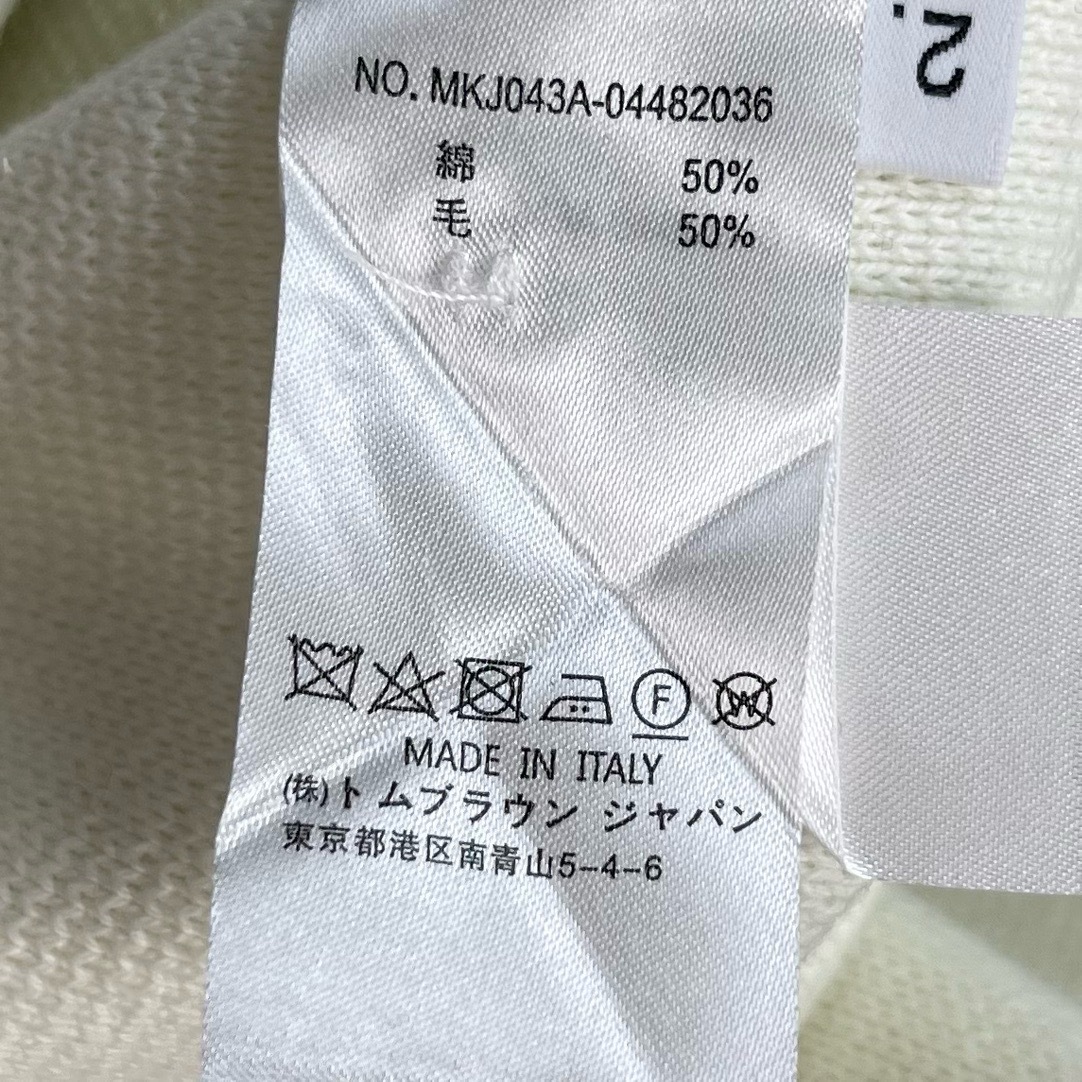 NO. MKJ043A-04482036
綿 50%
毛 50%
F W
MADE IN ITALY
(株)トムブラウン ジャパン
東京都港区南青山5-4-6
2.